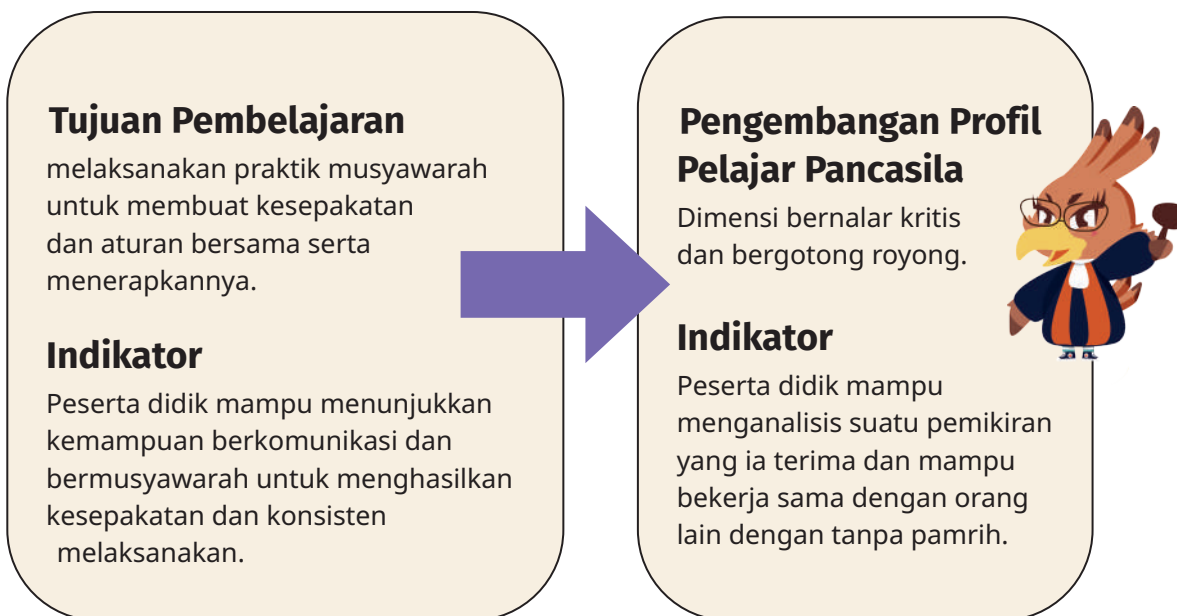 Tujuan Pembelajaran
melaksanakan praktik musyawarah
untuk membuat kesepakatan
dan aturan bersama serta
menerapkannya.
Indikator
Peserta didik mampu menunjukkan
kemampuan berkomunikasi dan
bermusyawarah untuk menghasilkan
kesepakatan dan konsisten
melaksanakan.
Pengembangan Profil
Pelajar Pancasila
Dimensi bernalar kritis
dan bergotong royong.
Indikator
Peserta didik mampu
menganalisis suatu pemikiran
yang ia terima dan mampu
bekerja sama dengan orang
lain dengan tanpa pamrih.